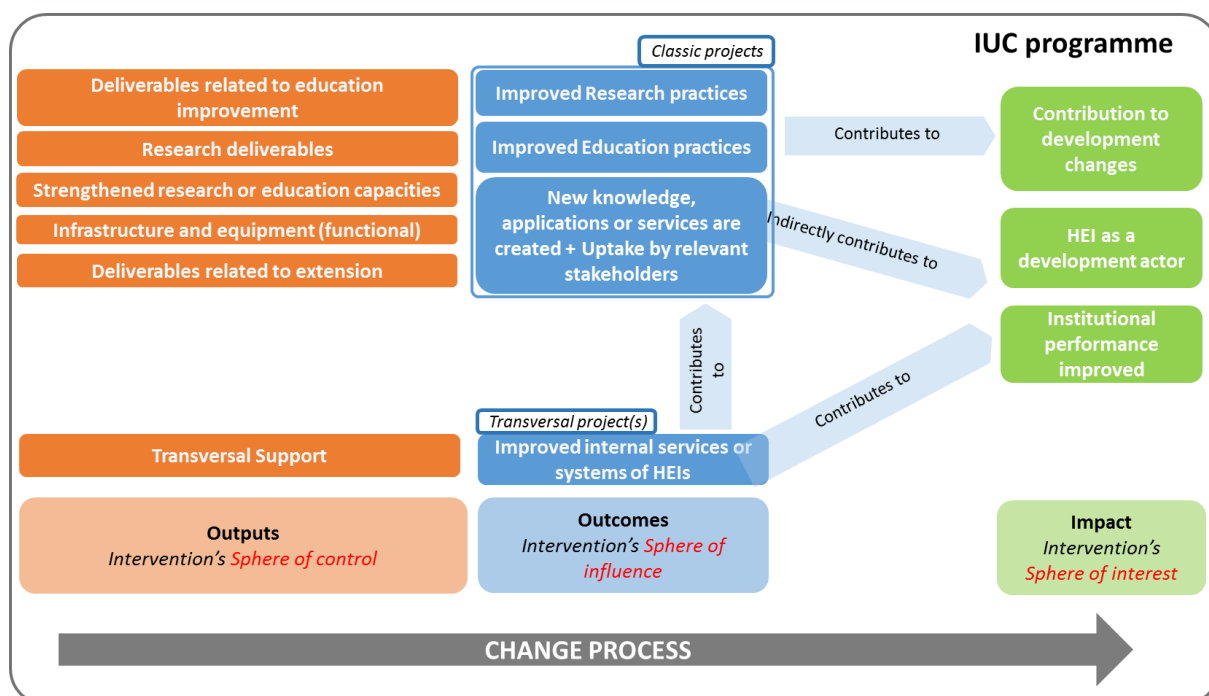 IUC programme
Classic projects
Deliverables related to education
improvement
Research deliverables
Strengthened research or education capacities
Infrastructure and equipment (functional)
Deliverables related to extension
Improved Research practices
Improved Education practices
New knowledge,
applications or services are
created + Uptake by relevant
stakeholders
Contributes to
Indirectly contributes to
Contribution to
development
changes
HEI as a
development actor
Institutional
performance
improved
Contributes
to
Contributes to
Transversal project(s)
Transversal Support
Improved internal services or
systems of HEIs
Outputs
Intervention’s Sphere of control
Outcomes
Intervention’s Sphere of
influence
Impact
Intervention’s
Sphere of interest
CHANGE PROCESS